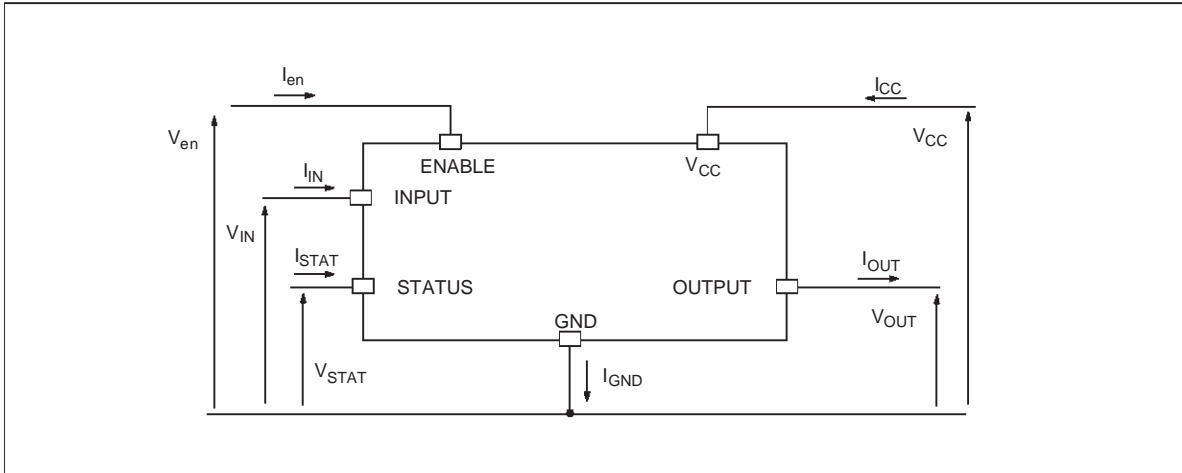 I_en
I_CC
V_en
V_CC
ENABLE
V_CC
I_IN
INPUT
V_IN
I_STAT
I_OUT
STATUS
OUTPUT
GND
V_OUT
V_STAT
I_GND